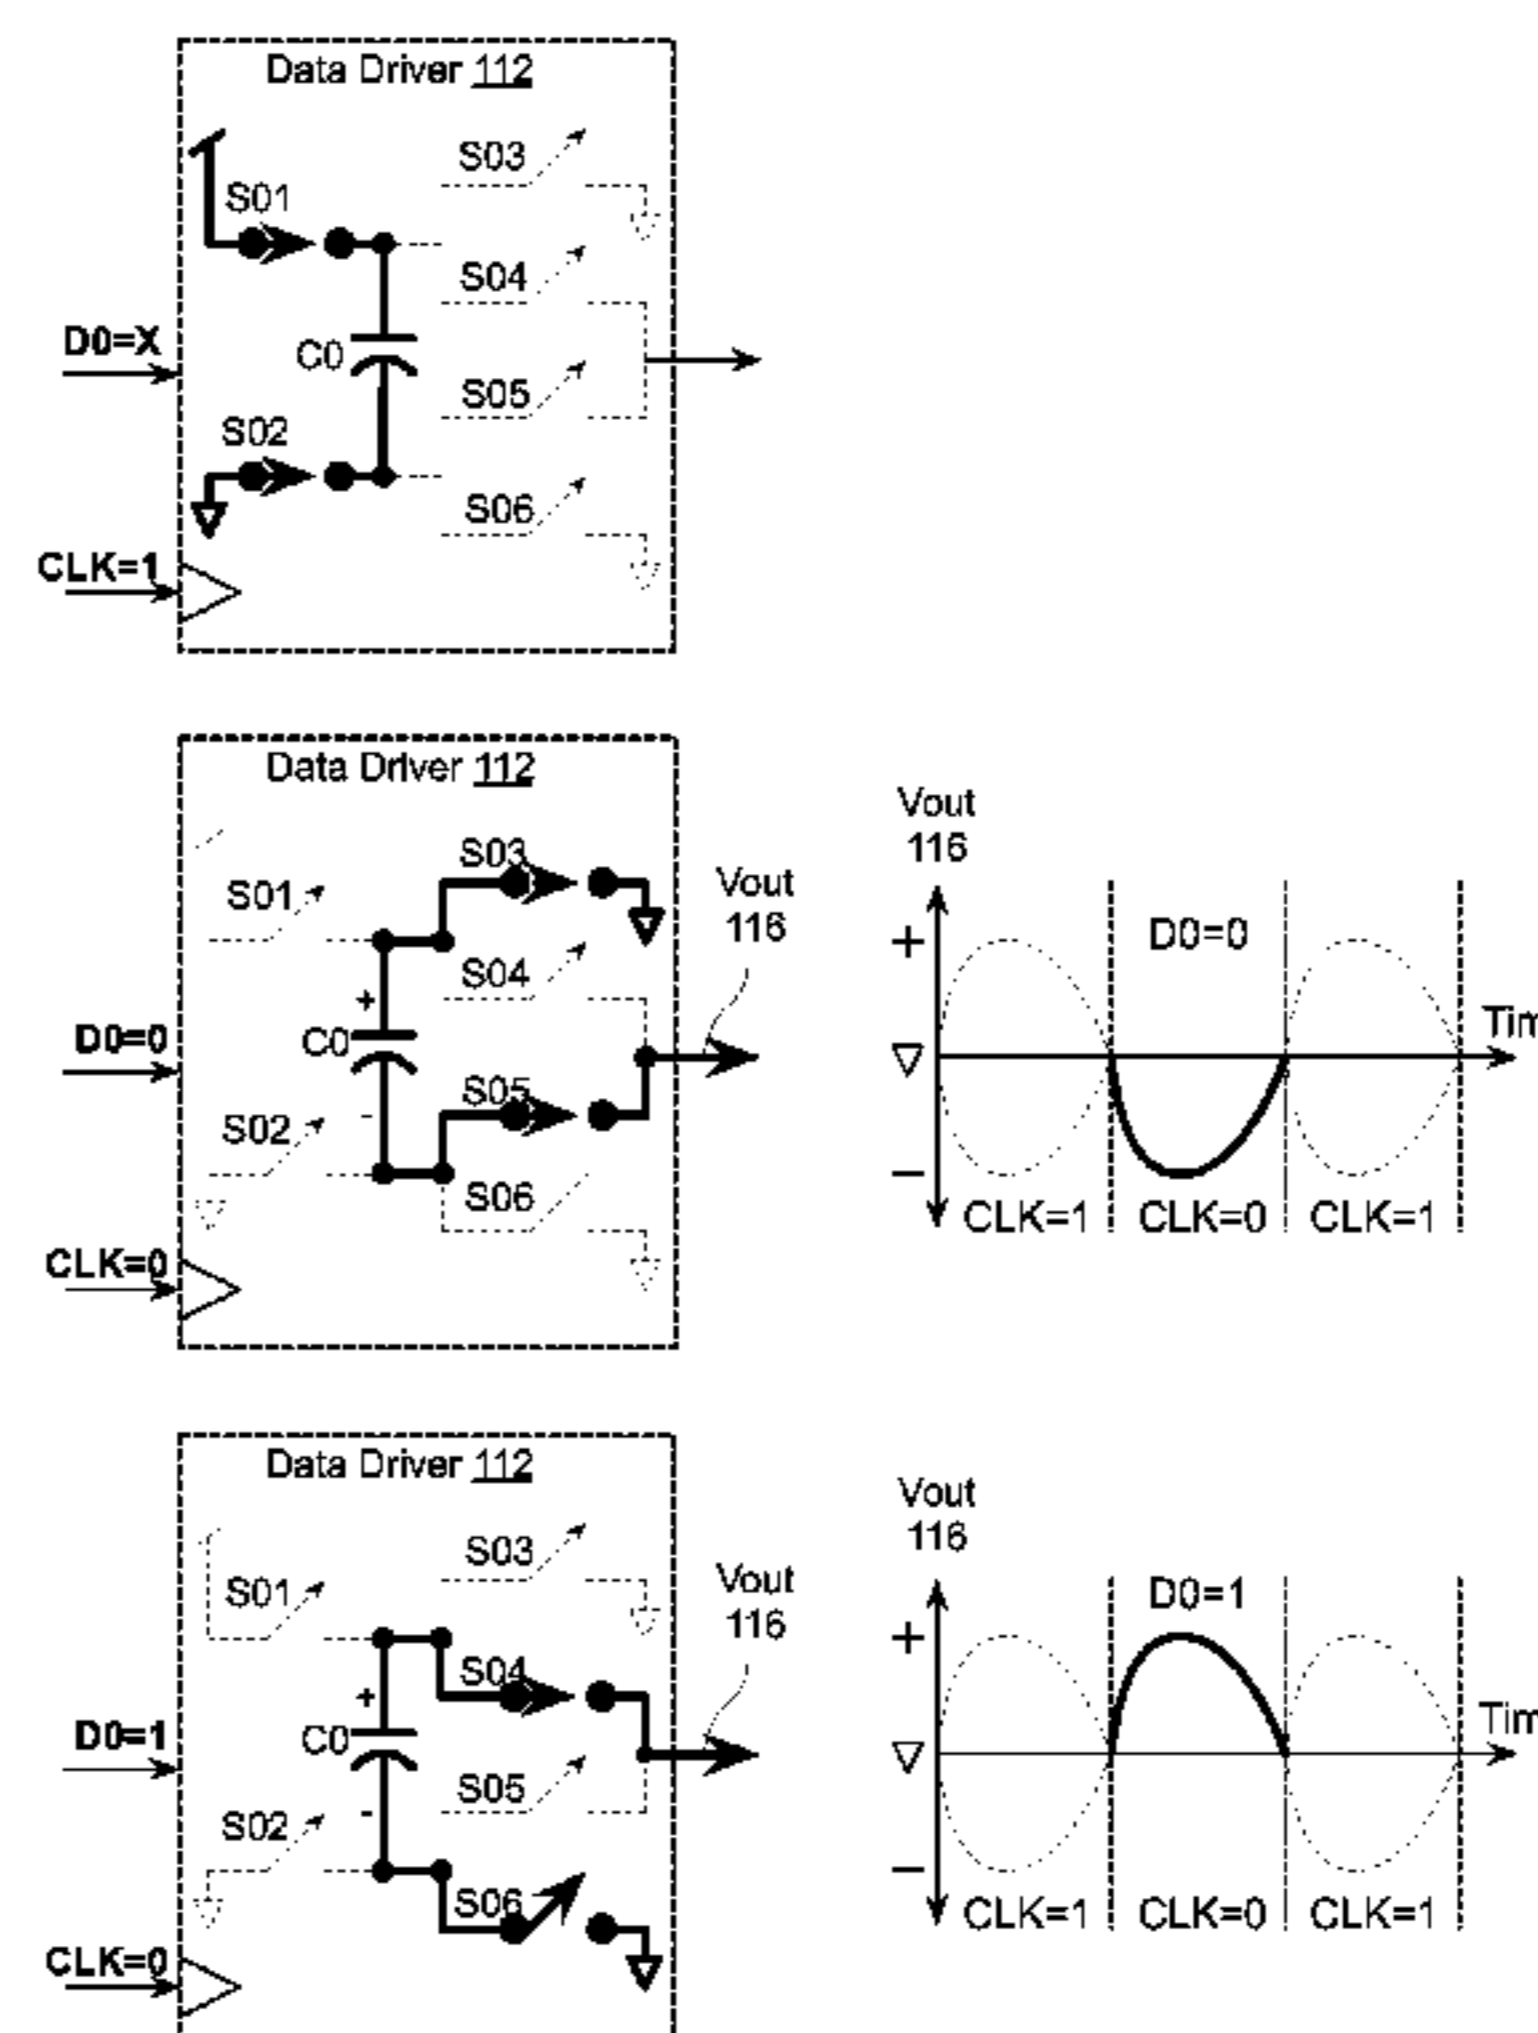 Data Driver 112
S03
S01
S04
D0=X
C0
S05
S02
S06
CLK=1
Data Driver 112
Vout
116
S03
Vout
116
S01
D0=0
+
S04
+
Tim
D0=0
C0
S05
-
S02
−
S06
CLK=1
CLK=0
CLK=1
CLK=0
Data Driver 112
Vout
116
S03
Vout
116
S01
D0=1
+
S04
+
Tim
D0=1
C0
S05
-
S02
−
S06
CLK=1
CLK=0
CLK=1
CLK=0